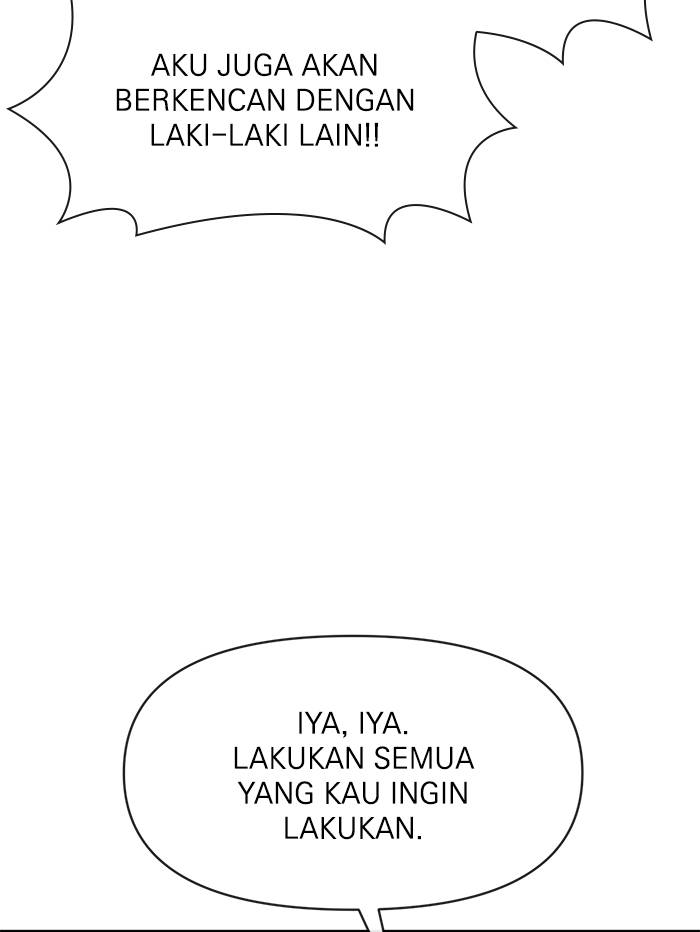 AKU JUGA AKAN
BERKENCAN DENGAN
LAKI-LAKI LAIN!!
IYA, IYA.
LAKUKAN SEMUA
YANG KAU INGIN
LAKUKAN.